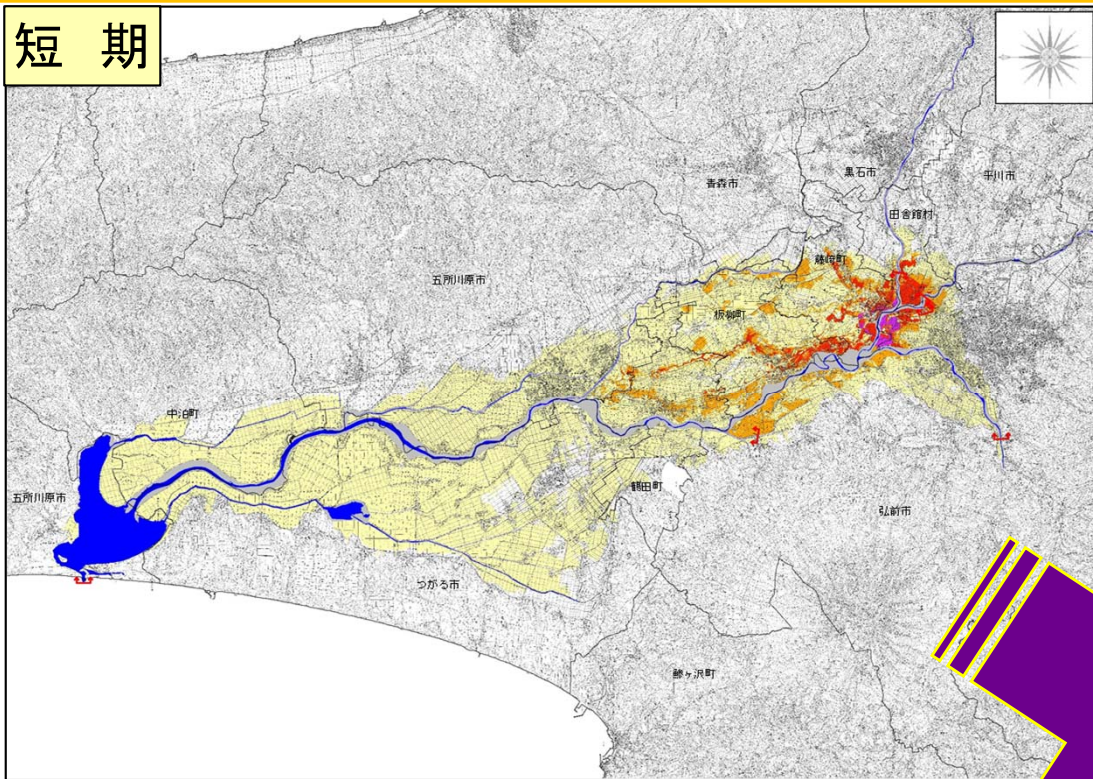 短 期
青森市
黒石市
平川市
田舎館村
藤崎町
五所川原市
板柳町
中泊町
鶴田町
五所川原市
弘前市
つがる市
鰺ヶ沢町